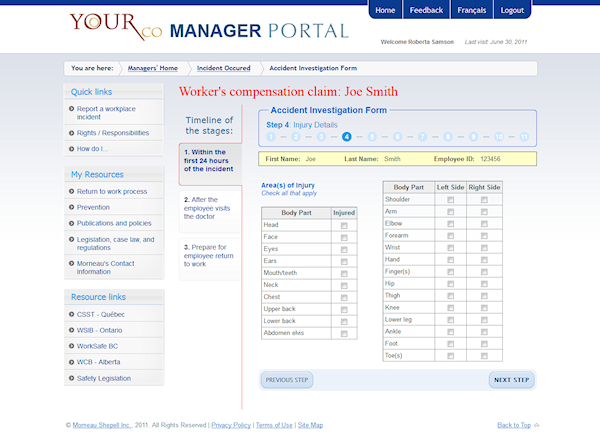 Home Feedback Français Logout
YOURco MANAGER PORTAL
Welcome Roberta Samson Last visit: June 30, 2011
You are here: Managers' Home Incident Occured Accident Investigation Form
Quick links
Report a workplace
incident
Rights / Responsibilities
How do I...
My Resources
Return to work process
Prevention
Publications and policies
Legislation, case law, and
regulations
Morneau's Contact
Information
Resource links
CSST - Québec
WSIB - Ontario
WorkSafe BC
WCB - Alberta
Safety Legislation
Worker's compensation claim: Joe Smith
Timeline of
the stages:
1. Within the
first 24 hours
of the incident
2. After the
employee visits
the doctor
3. Prepare for
employee return
to work
Accident Investigation Form
Step 4: Injury Details
1 2 3 4 5 6 7 8 9 10 11
First Name: Joe Last Name: Smith Employee ID: 123456
Area(s) of Injury
Check all that apply
Body Part Injured
Head
Face
Eyes
Ears
Mouth/teeth
Neck
Chest
Upper back
Lower back
Abdomen elvis
Body Part Left Side Right Side
Shoulder
Arm
Elbow
Forearm
Wrist
Hand
Finger(s)
Hip
Thigh
Knee
Lower leg
Ankle
Foot
Toe(s)
PREVIOUS STEP NEXT STEP
© Morneau Shepell Inc., 2011. All Rights Reserved | Privacy Policy | Terms of Use | Site Map Back to Top